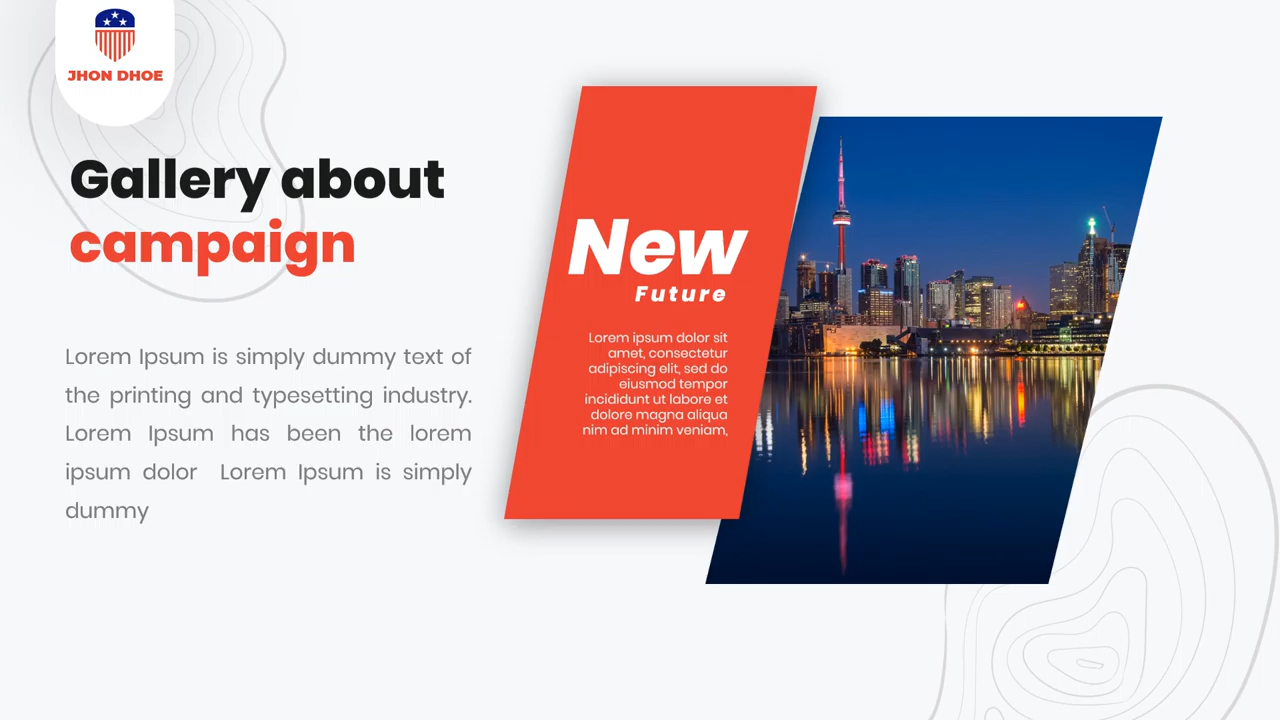 JHON DHOE
Gallery about
campaign
Lorem Ipsum is simply dummy text of
the printing and typesetting industry.
Lorem Ipsum has been the lorem
ipsum dolor Lorem Ipsum is simply
dummy
New
Future
Lorem ipsum dolor sit
amet, consectetur
adipiscing elit, sed do
eiusmod tempor
incididunt ut labore et
dolore magna aliqua
nim ad minim veniam,